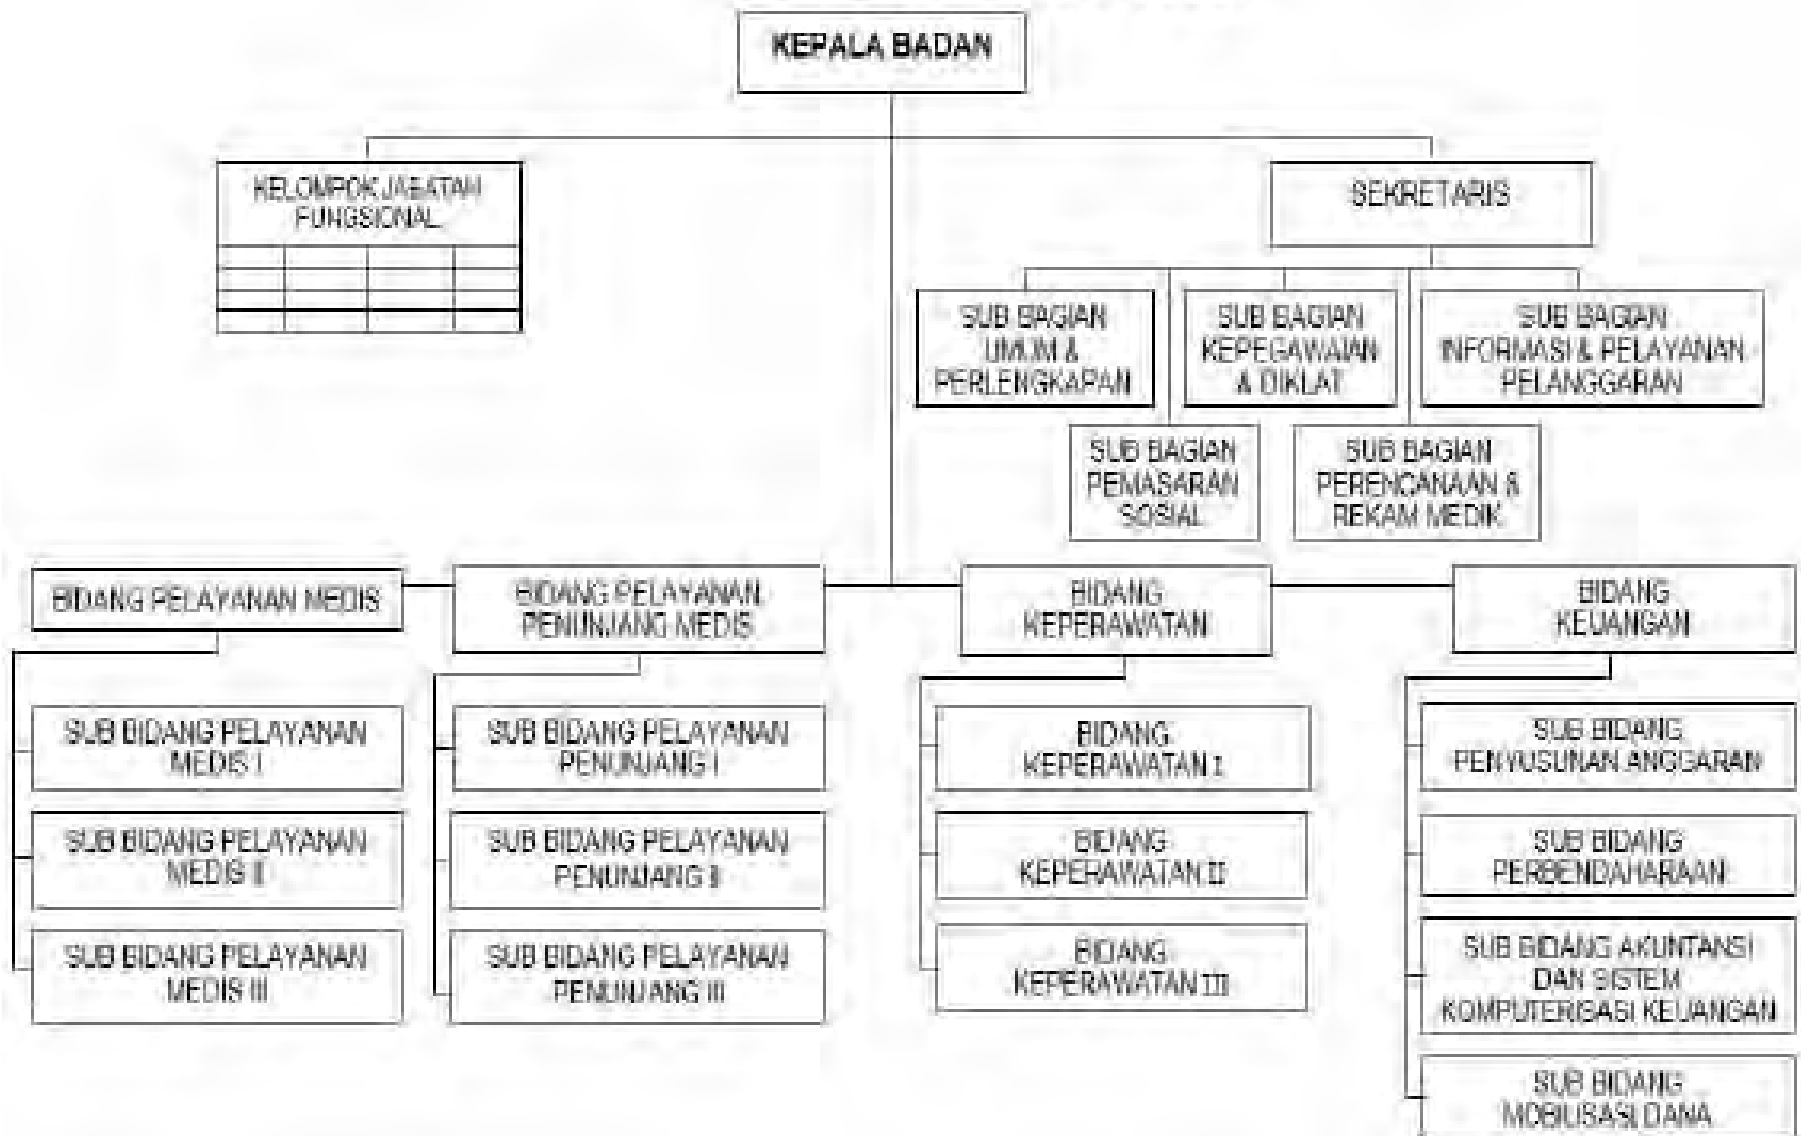 KEPALA BADAN
KELOMPOK JABATAN
FUNGSIONAL
SEKRETARIS
SUB BAGIAN
UMUM &
PERLENGKAPAN
SUB BAGIAN
KEPEGAWAIAN
& DIKLAT
SUB BAGIAN
INFORMASI & PELAYANAN
PELANGGARAN
SUB BAGIAN
PEMASARAN
SOSIAL
SUB BAGIAN
PERENCANAAN &
REKAM MEDIK
BIDANG PELAYANAN MEDIS
BIDANG PELAYANAN
PENUNJANG MEDIS
BIDANG
KEPERAWATAN
BIDANG
KEUANGAN
SUB BIDANG PELAYANAN
MEDIS I
SUB BIDANG PELAYANAN
MEDIS II
SUB BIDANG PELAYANAN
MEDIS III
SUB BIDANG PELAYANAN
PENUNJANG I
SUB BIDANG PELAYANAN
PENUNJANG II
SUB BIDANG PELAYANAN
PENUNJANG III
BIDANG
KEPERAWATAN I
BIDANG
KEPERAWATAN II
BIDANG
KEPERAWATAN III
SUB BIDANG
PENYUSUNAN ANGGARAN
SUB BIDANG
PERBENDAHARAAN
SUB BIDANG AKUNTANSI
DAN SISTEM
KOMPUTERISASI KEUANGAN
SUB BIDANG
MOBILISASI DANA